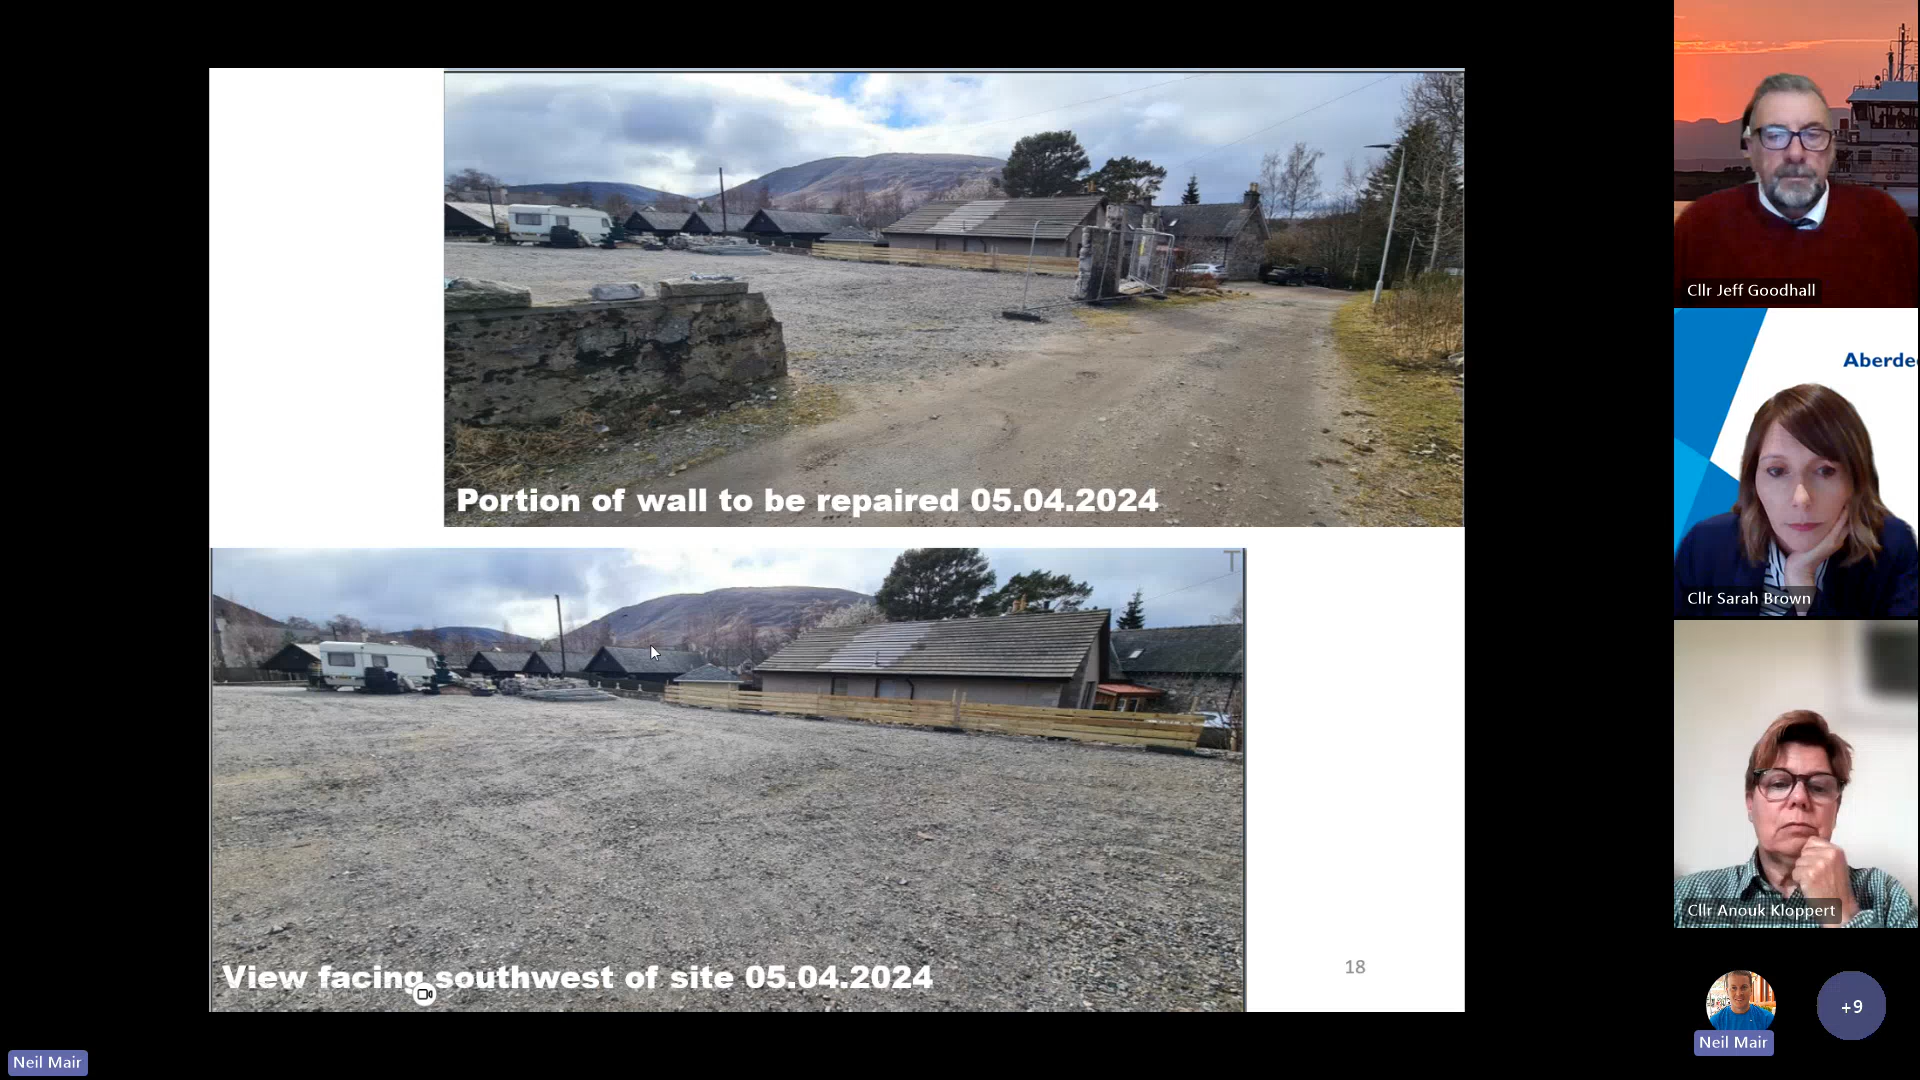 Portion of wall to be repaired 05.04.2024
View facing southwest of site 05.04.2024
18
Cllr Jeff Goodhall
Aberdee
Cllr Sarah Brown
Cllr Anouk Kloppert
Neil Mair
+9
Neil Mair